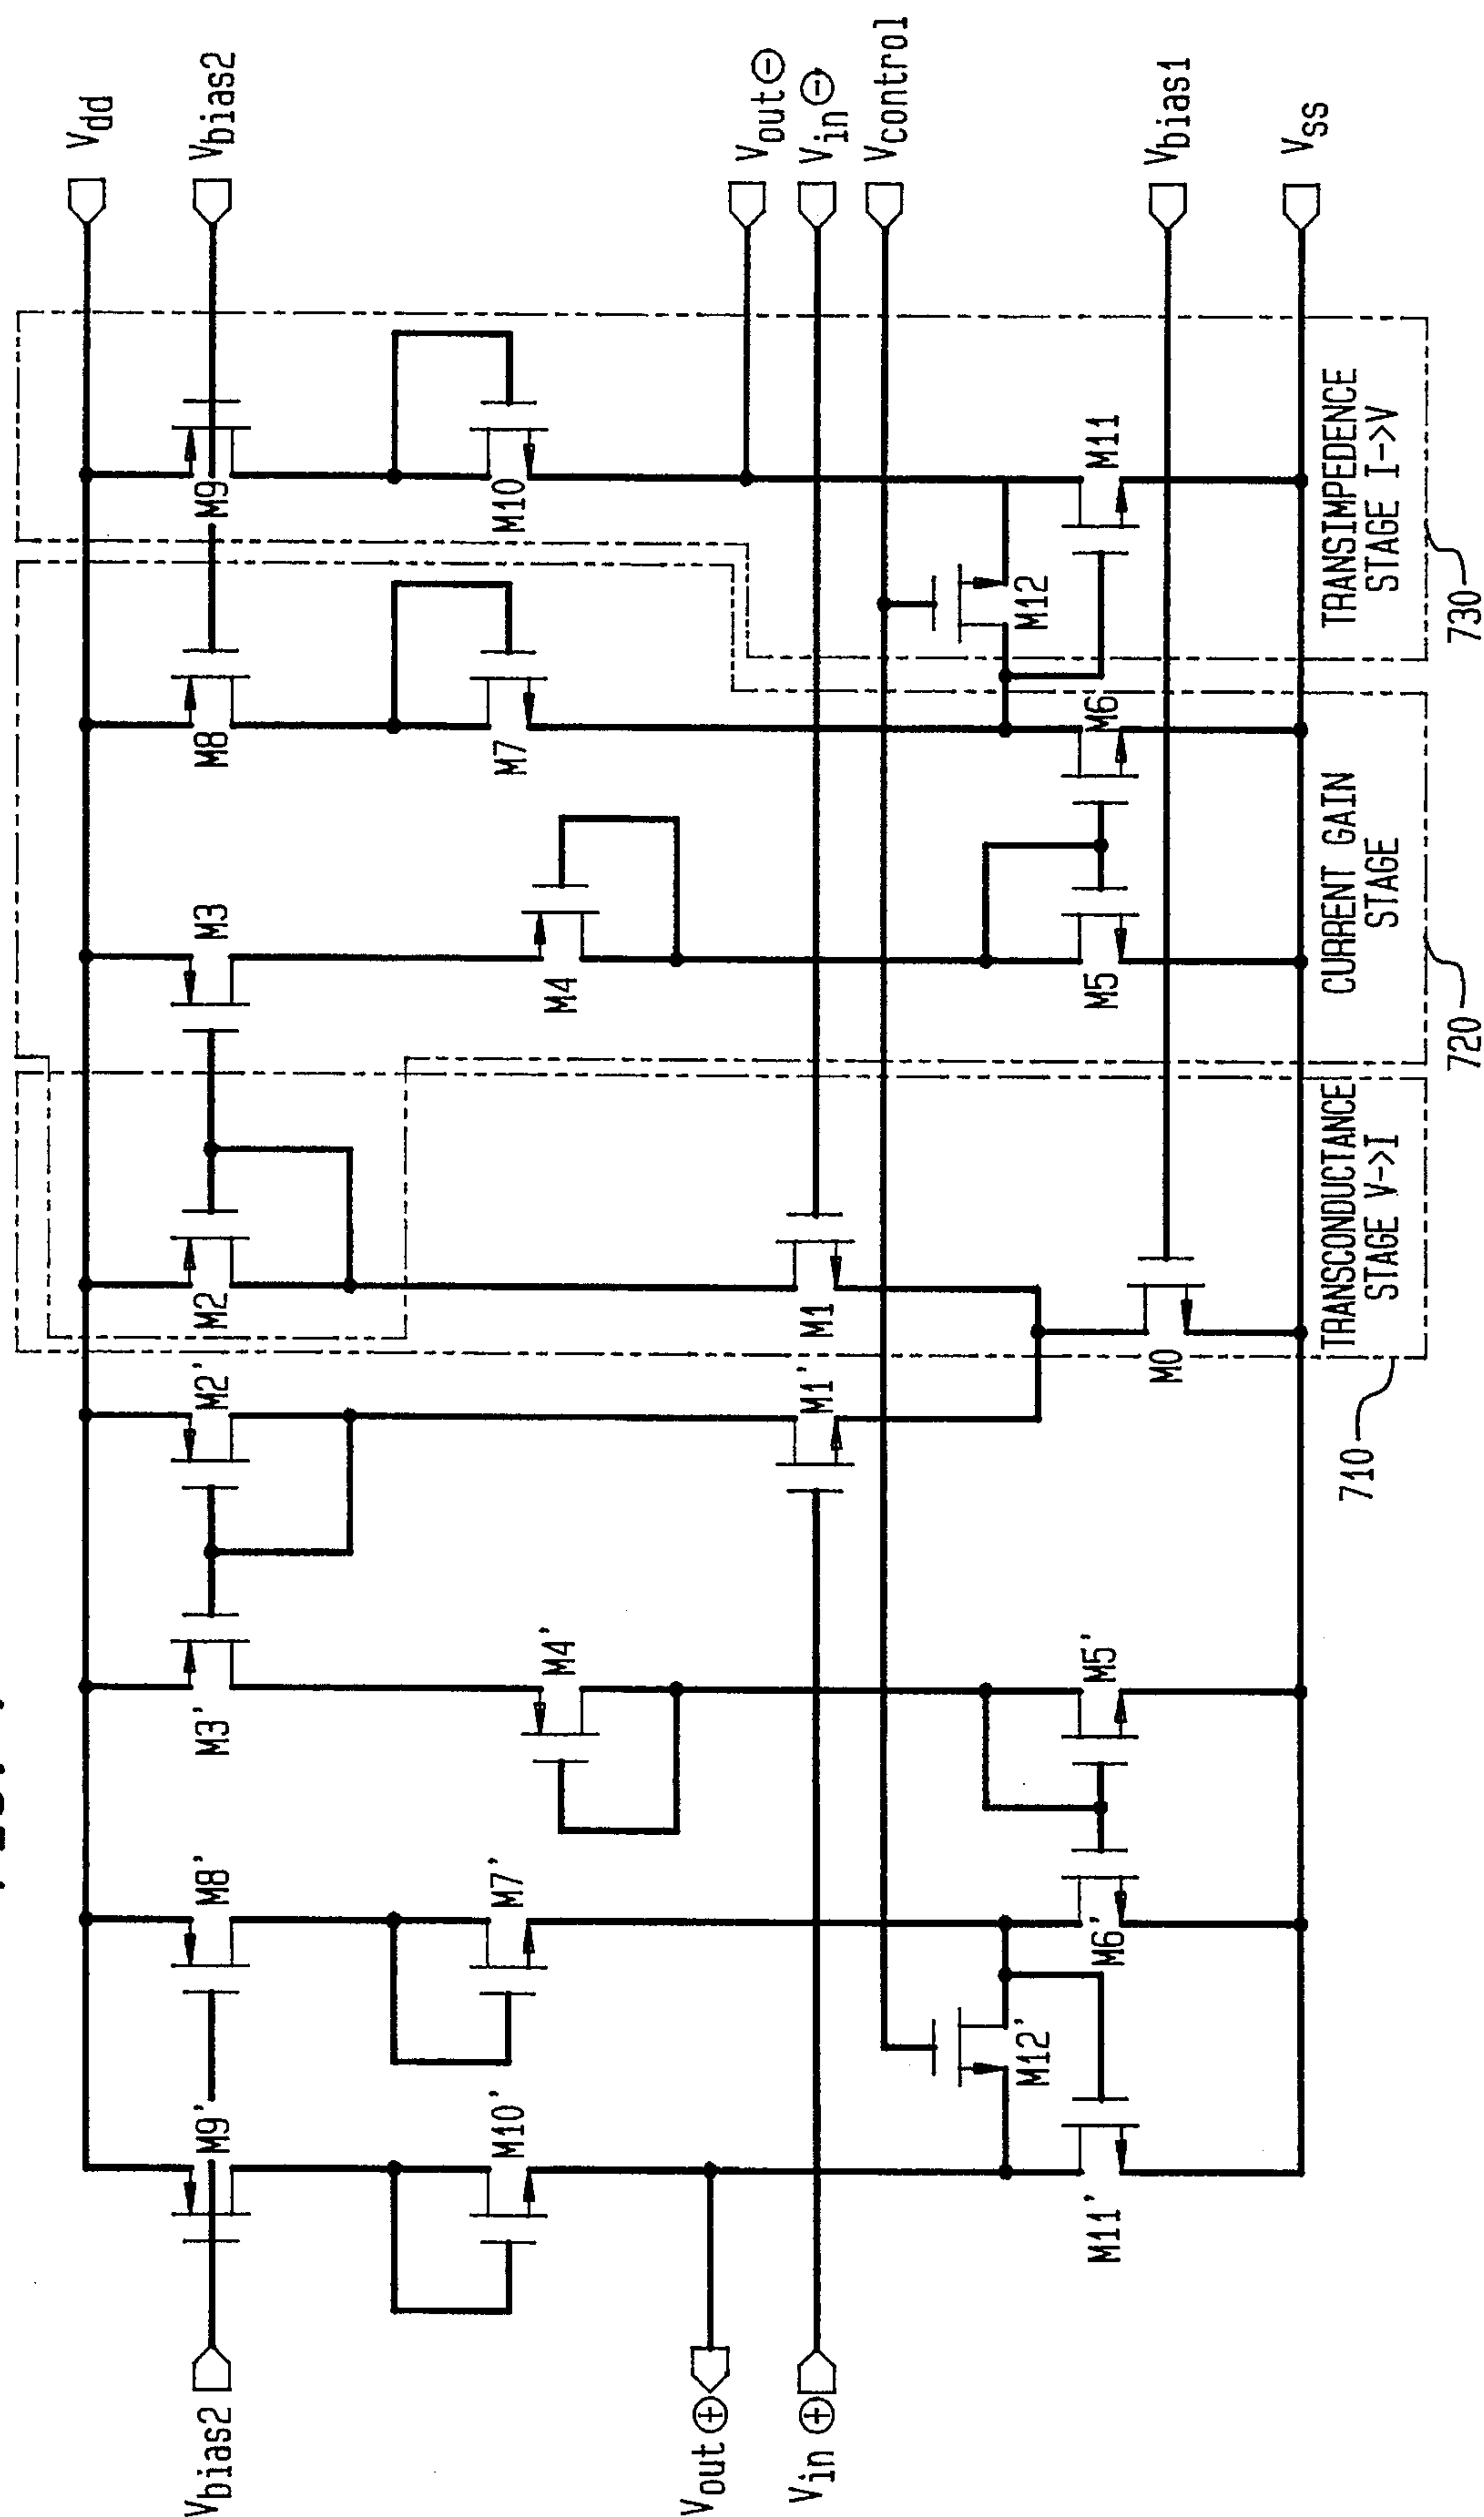 Vdd
Vbias2
Vout ⊖
Vin ⊖
Vcontrol
Vbias1
Vss
Vbias2
Vout ⊕
Vin ⊕
M9'
M8'
M3'
M2'
M2
M3
M8
M9
M10'
M7'
M4'
M4
M7
M10
M1'
M1
M12'
M12
M11'
M6'
M5'
M0
M5
M6
M11
TRANSCONDUCTANCE
STAGE V->I
710
CURRENT GAIN
STAGE
720
TRANSIMPEDENCE
STAGE I->V
730